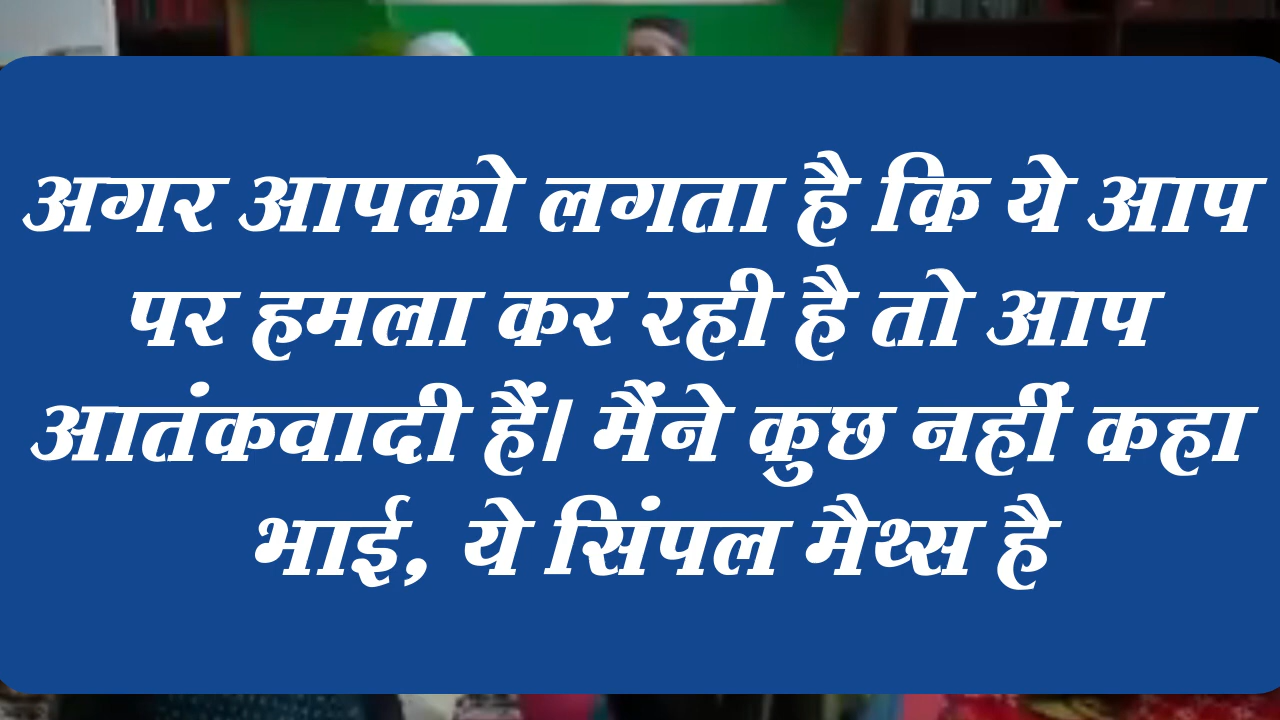 अगर आपको लगता है कि ये आप
पर हमला कर रही है तो आप
आतंकवादी हैं। मैंने कुछ नहीं कहा
भाई, ये सिंपल मैथ्स है